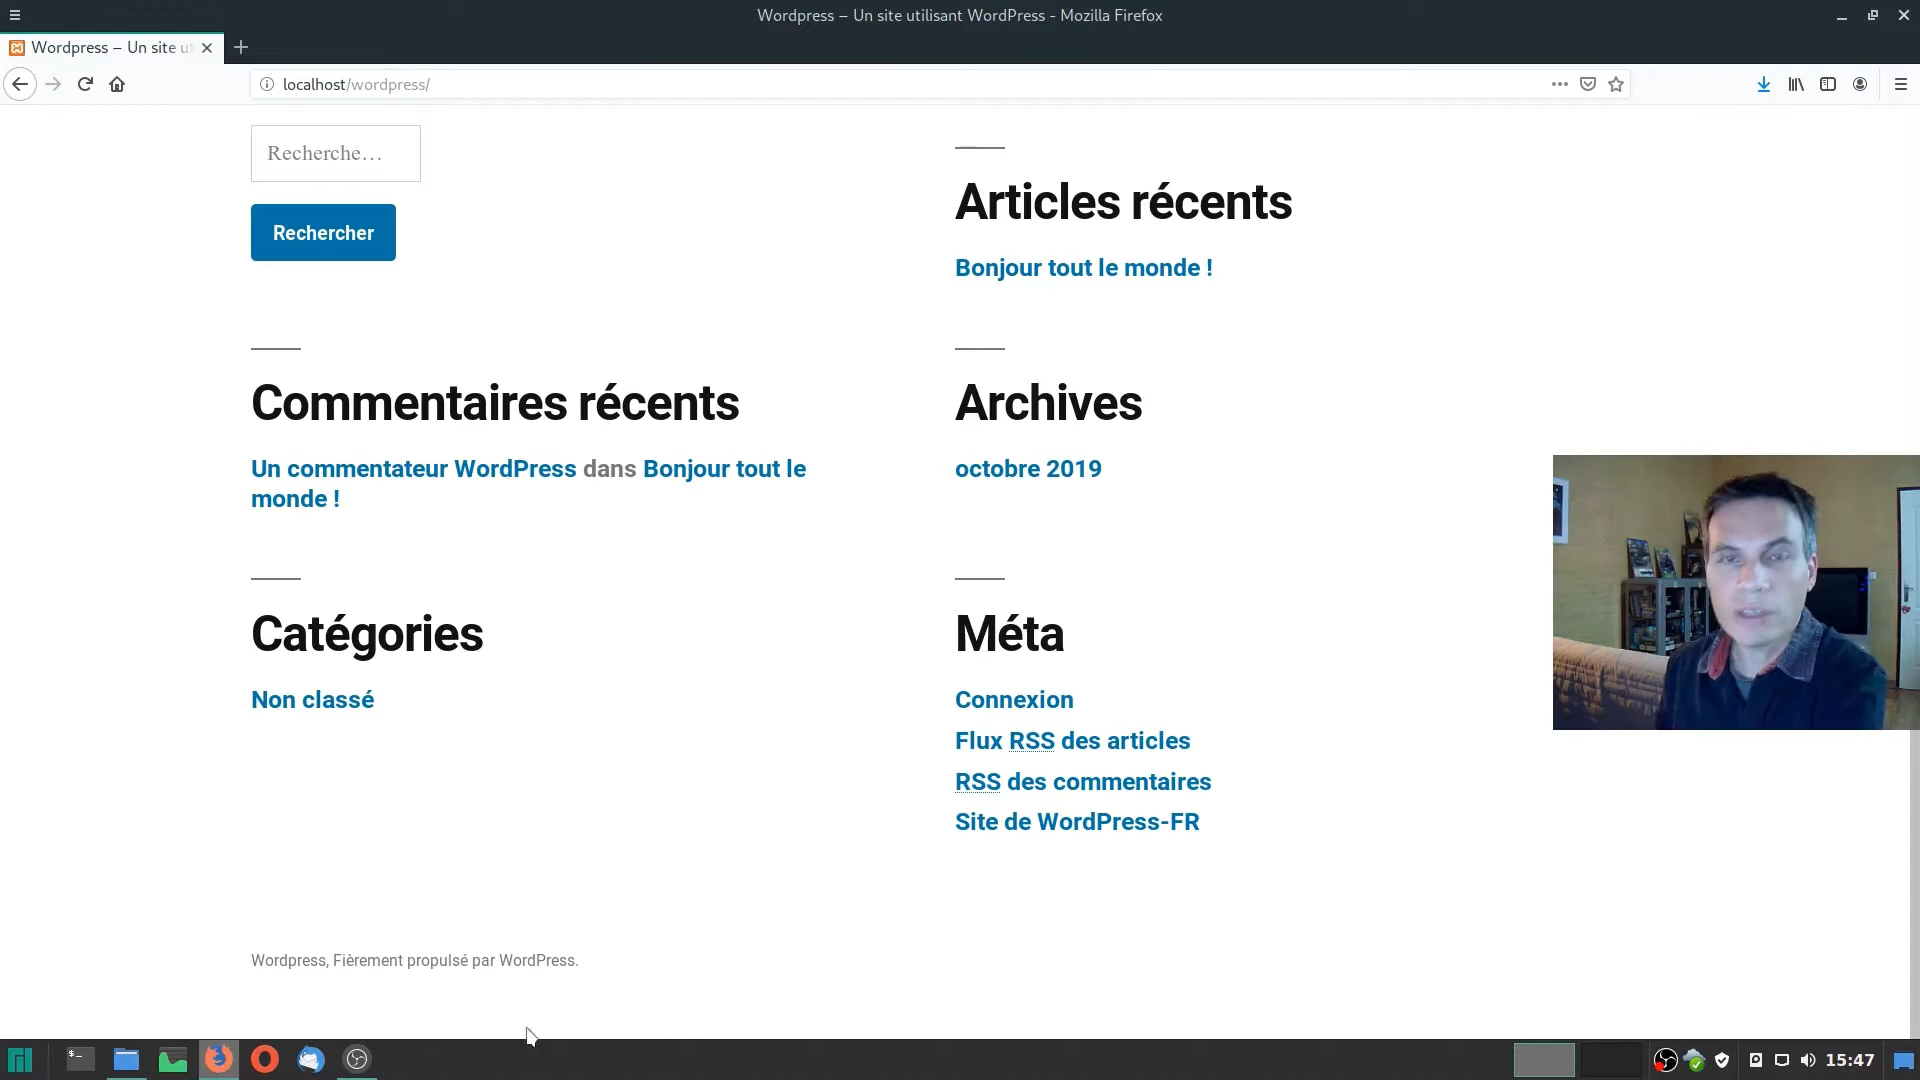 Wordpress – Un site utilisant WordPress - Mozilla Firefox
Wordpress – Un site ut
localhost/wordpress/
Recherche…
Rechercher
Articles récents
Bonjour tout le monde !
Commentaires récents
Un commentateur WordPress dans Bonjour tout le
monde !
Archives
octobre 2019
Catégories
Non classé
Méta
Connexion
Flux RSS des articles
RSS des commentaires
Site de WordPress-FR
Wordpress, Fièrement propulsé par WordPress.
15:47